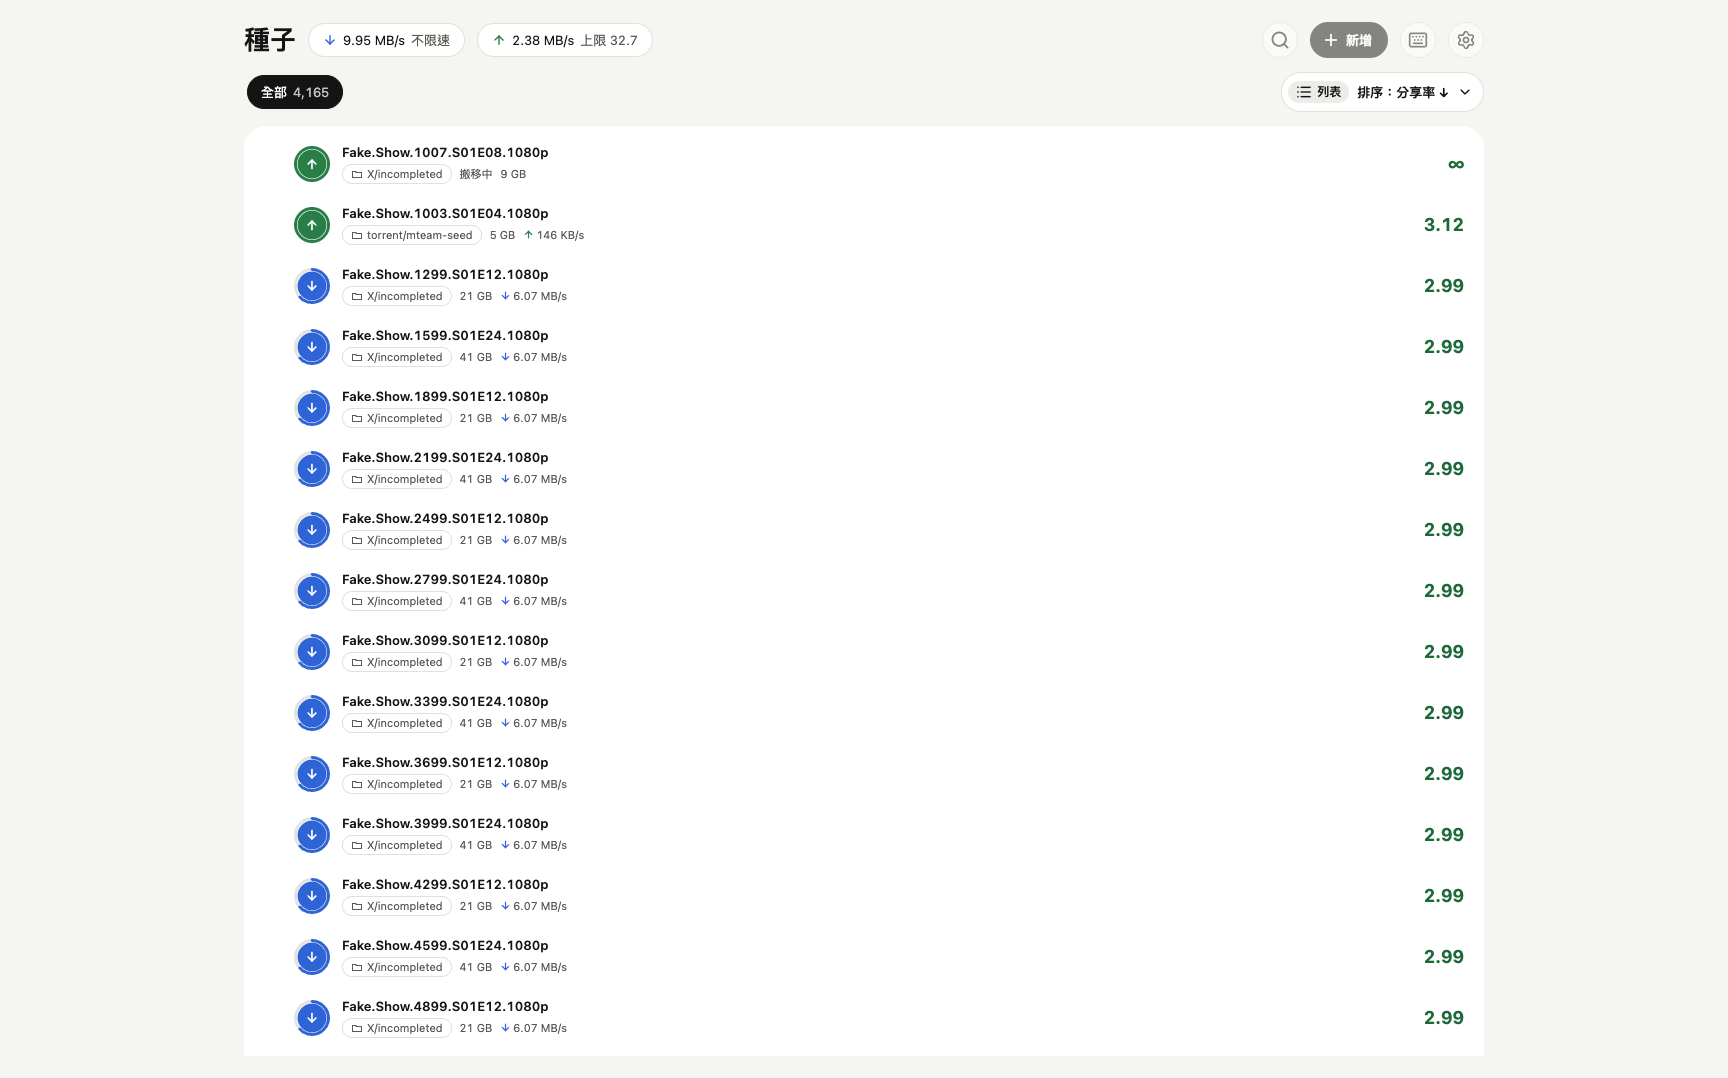 種子 9.95 MB/s 不限速 2.38 MB/s 上限 32.7 新增
全部 4,165 列表 排序：分享率
Fake.Show.1007.S01E08.1080p
X/incompleted 搬移中 9 GB
∞
Fake.Show.1003.S01E04.1080p
torrent/mteam-seed 5 GB 146 KB/s
3.12
Fake.Show.1299.S01E12.1080p
X/incompleted 21 GB 6.07 MB/s
2.99
Fake.Show.1599.S01E24.1080p
X/incompleted 41 GB 6.07 MB/s
2.99
Fake.Show.1899.S01E12.1080p
X/incompleted 21 GB 6.07 MB/s
2.99
Fake.Show.2199.S01E24.1080p
X/incompleted 41 GB 6.07 MB/s
2.99
Fake.Show.2499.S01E12.1080p
X/incompleted 21 GB 6.07 MB/s
2.99
Fake.Show.2799.S01E24.1080p
X/incompleted 41 GB 6.07 MB/s
2.99
Fake.Show.3099.S01E12.1080p
X/incompleted 21 GB 6.07 MB/s
2.99
Fake.Show.3399.S01E24.1080p
X/incompleted 41 GB 6.07 MB/s
2.99
Fake.Show.3699.S01E12.1080p
X/incompleted 21 GB 6.07 MB/s
2.99
Fake.Show.3999.S01E24.1080p
X/incompleted 41 GB 6.07 MB/s
2.99
Fake.Show.4299.S01E12.1080p
X/incompleted 21 GB 6.07 MB/s
2.99
Fake.Show.4599.S01E24.1080p
X/incompleted 41 GB 6.07 MB/s
2.99
Fake.Show.4899.S01E12.1080p
X/incompleted 21 GB 6.07 MB/s
2.99